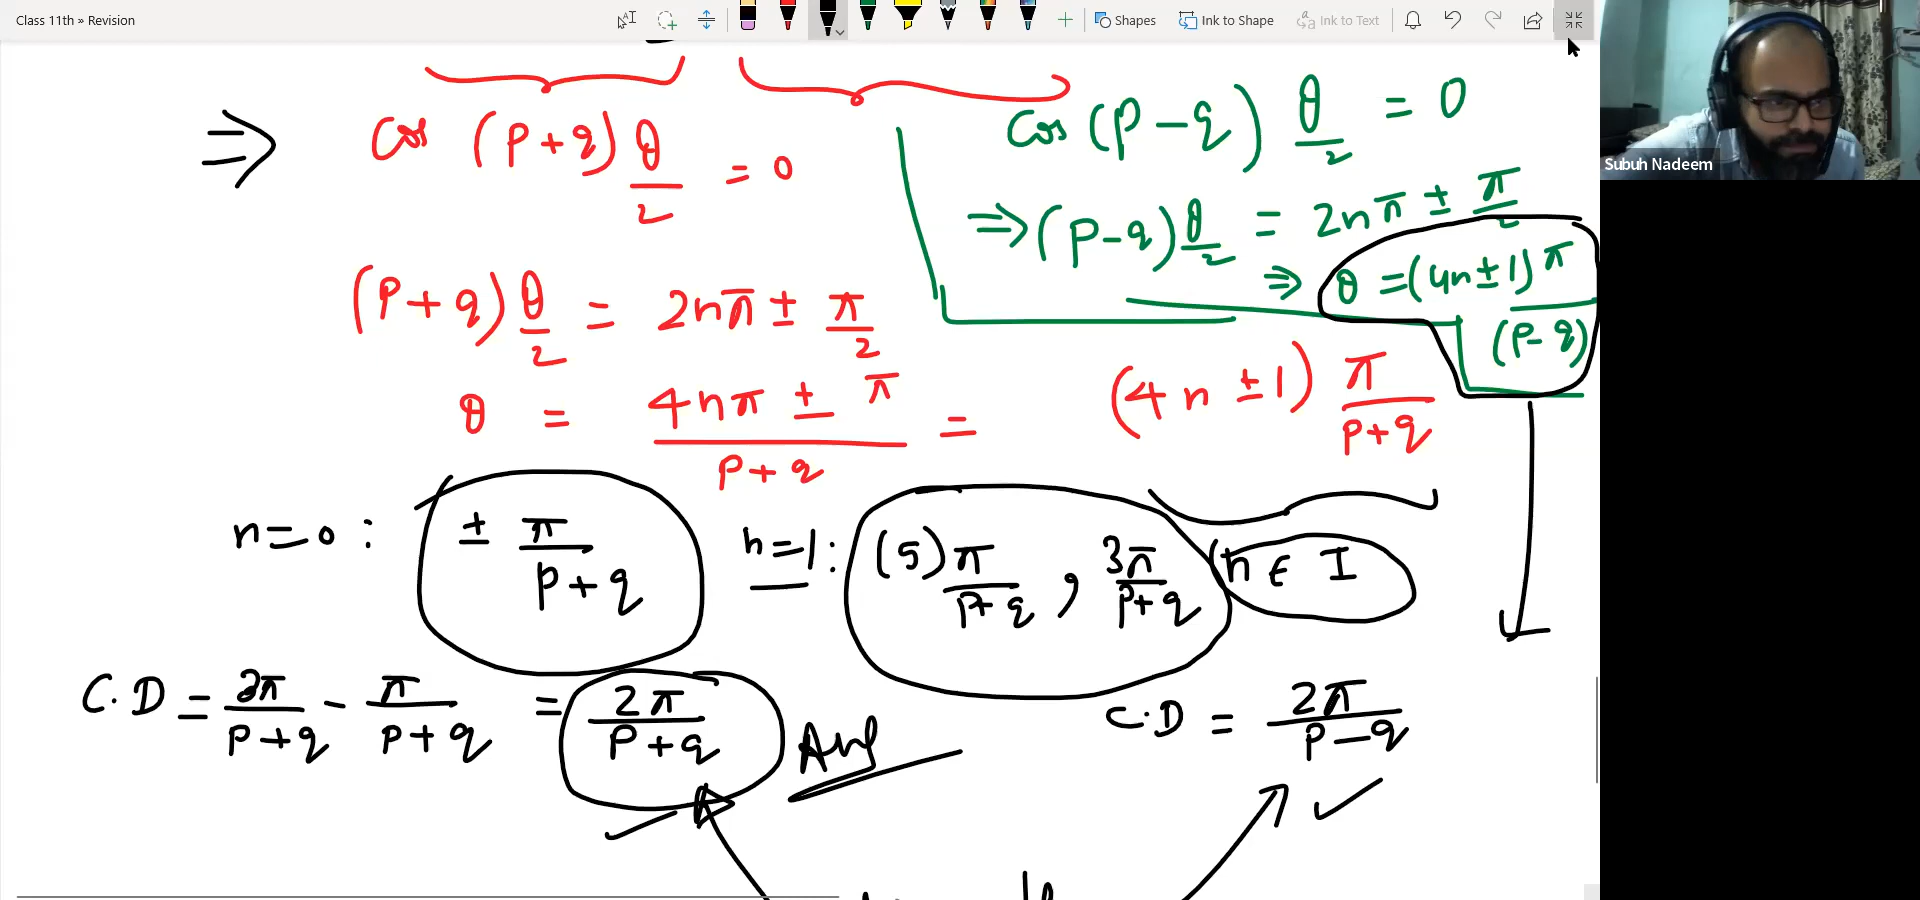 Class 11th » Revision
Shapes Ink to Shape Ink to Text
Subuh Nadeem
⇒ Cos (P+q) θ/2 = 0
Cos (P-q) θ/2 = 0
⇒ (P-q) θ/2 = 2nπ ± π/2
⇒ θ = (4n±1) π/(P-q)
(P+q) θ/2 = 2nπ ± π/2
θ = (4nπ ± π)/(P+q) = (4n ±1) π/(P+q)
n=0 : ± π/(P+q)
n=1 : (5) π/(P+q) , 3π/(P+q)
n ∈ I
C.D = 3π/(P+q) - π/(P+q) = 2π/(P+q) Ans
C.D = 2π/(P-q)